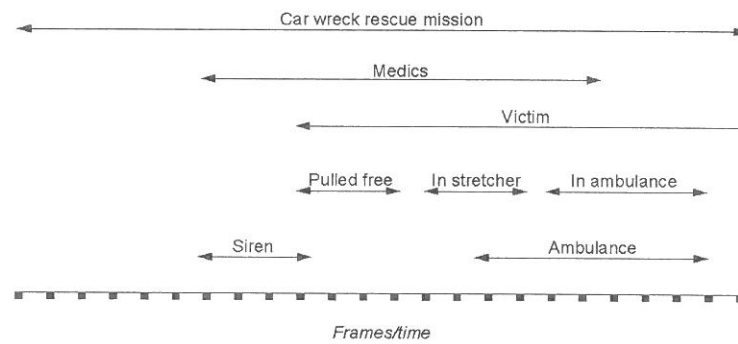 Car wreck rescue mission
Medics
Victim
Pulled free In stretcher In ambulance
Siren Ambulance
Frames/time